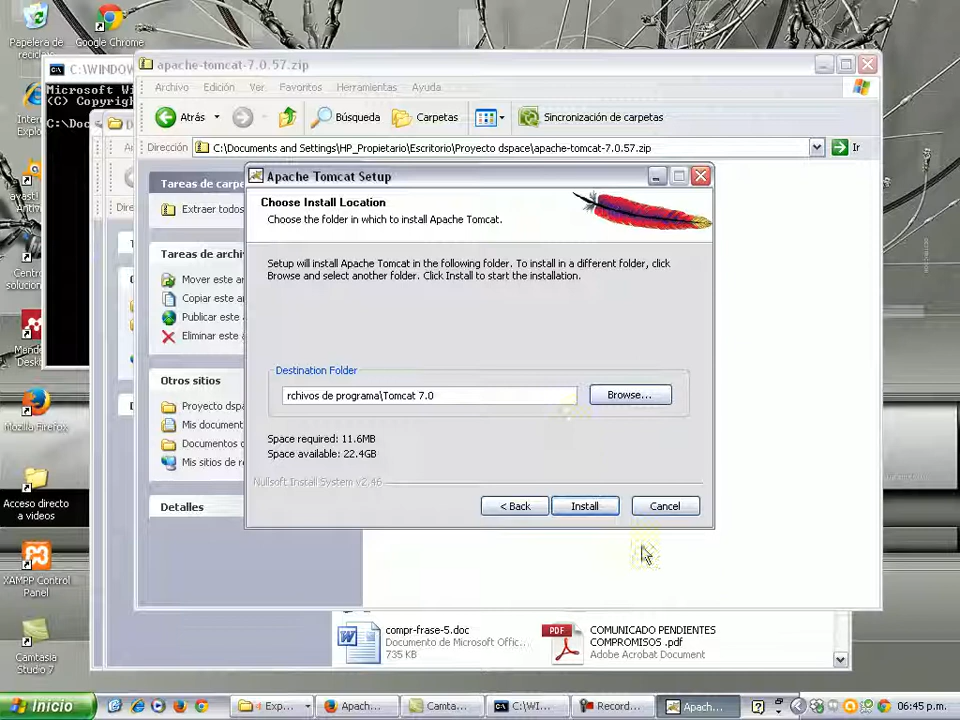 Papelera de
Google Chrome
C:\WINDOW
Microsoft Wi
(C) Copyrigh
C:\Doc
apache-tomcat-7.0.57.zip
Archivo Edición Ver Favoritos Herramientas Ayuda
Atrás Búsqueda Carpetas Sincronización de carpetas
Dirección C:\Documents and Settings\HP_Propietario\Escritorio\Proyecto dspace\apache-tomcat-7.0.57.zip Ir
Tareas de carpe
Extraer todos
Tareas de archiv
Mover este ar
Copiar este ar
Publicar este
Eliminar este a
Otros sitios
Proyecto dspa
Mis document
Documentos c
Mis sitios de re
Detalles
Apache Tomcat Setup
Choose Install Location
Choose the folder in which to install Apache Tomcat.
Setup will install Apache Tomcat in the following folder. To install in a different folder, click
Browse and select another folder. Click Install to start the installation.
Destination Folder
rchivos de programa\Tomcat 7.0
Browse...
Space required: 11.6MB
Space available: 22.4GB
Nullsoft Install System v2.46
< Back Install Cancel
Mozilla Firefox
Acceso directo
a videos
XAMPP Control
Panel
Camtasia
Studio 7
compr-frase-5.doc
Documento de Microsoft Offic...
735 KB
COMUNICADO PENDIENTES
COMPROMISOS .pdf
Adobe Acrobat Document
Inicio
4 Exp...
Apach...
Camta...
C:\WI...
Record...
Apach...
06:45 p.m.